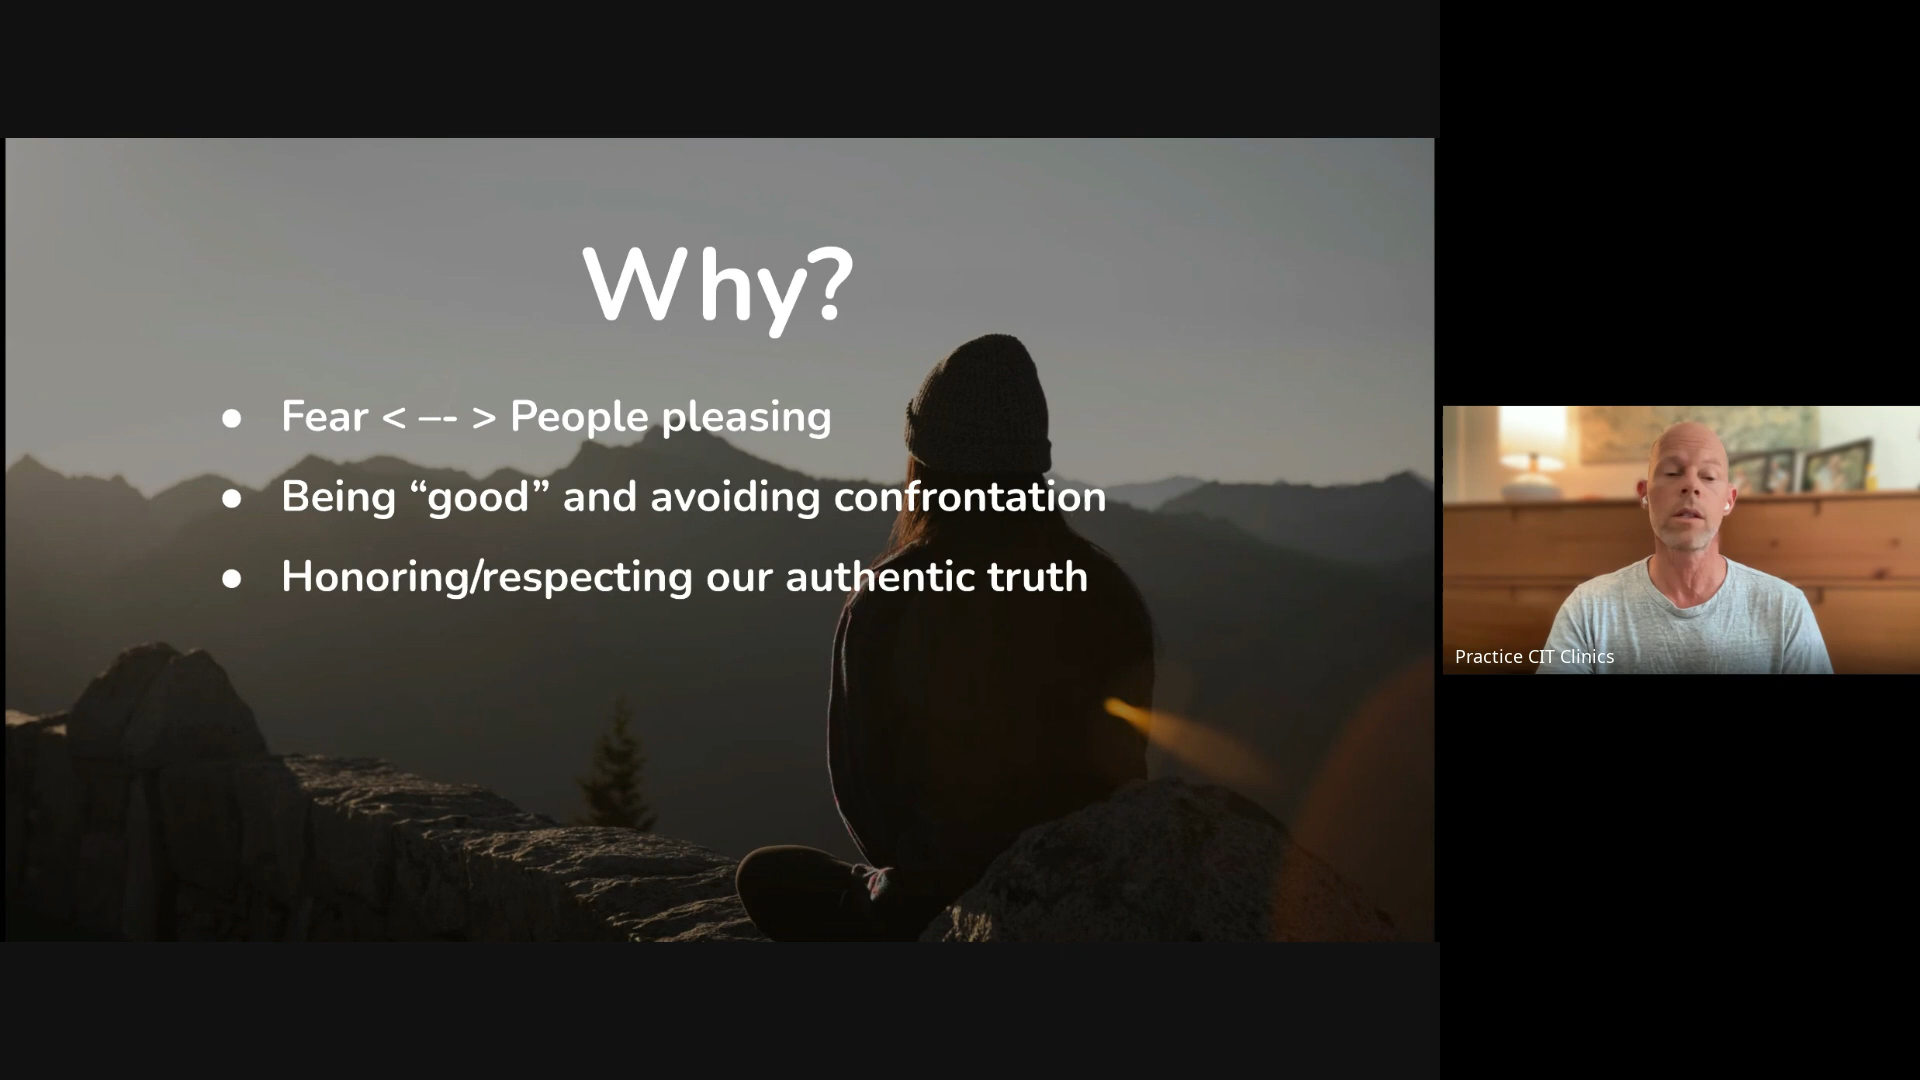 Why?
● Fear < –- > People pleasing
● Being “good” and avoiding confrontation
● Honoring/respecting our authentic truth
Practice CIT Clinics